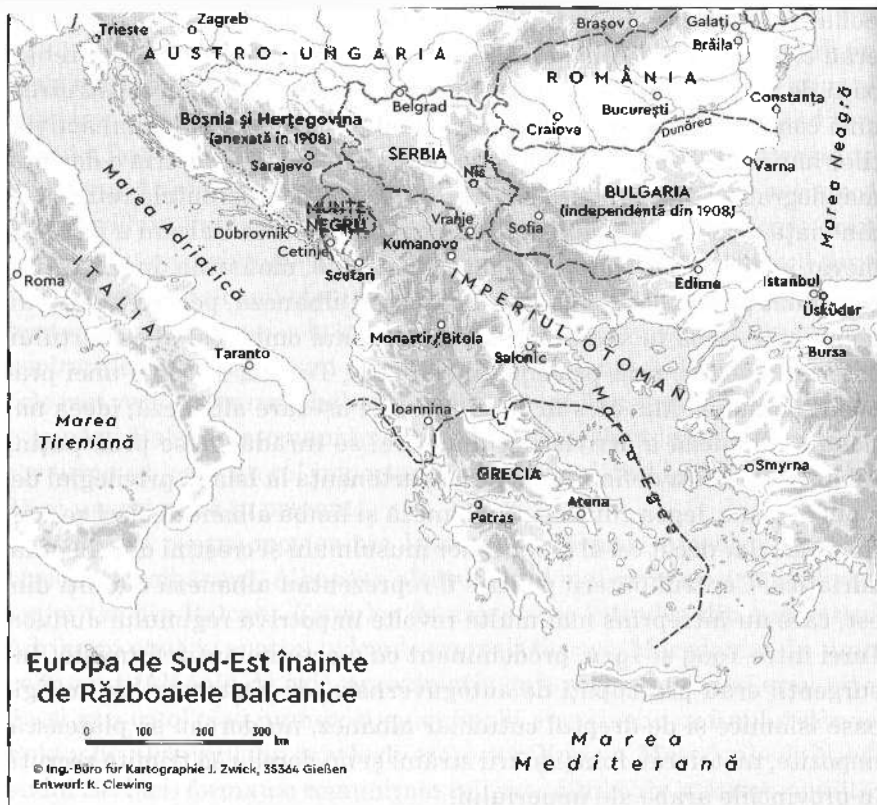 Zagreb
Trieste
Brașov
Galați
Brăila
AUSTRO-UNGARIA
ROMÂNIA
Belgrad
București
Constanța
Craiova
Dunărea
Bosnia și Herțegovina
(anexată în 1908)
Sarajevo
SERBIA
Niš
Varna
Marea Neagră
BULGARIA
(independentă din 1908)
MUNTE-
NEGRU
Vranje
Sofia
Dubrovnik
Cetinje
Kumanovo
Scutari
Marea Adriatică
ITALIA
Roma
IMPERIUL OTOMAN
Edirne
Istanbul
Üsküdar
Monastir/Bitola
Salonic
Bursa
Taranto
Marea
Tireniană
Ioannina
Marea Egee
GRECIA
Smyrna
Patras
Atena
Europa de Sud-Est înainte
de Războaiele Balcanice
0 100 200 300 km
Marea
Mediterană
© Ing.-Büro für Kartographie J. Zwick, 35364 Gießen
Entwurf: K. Clewing